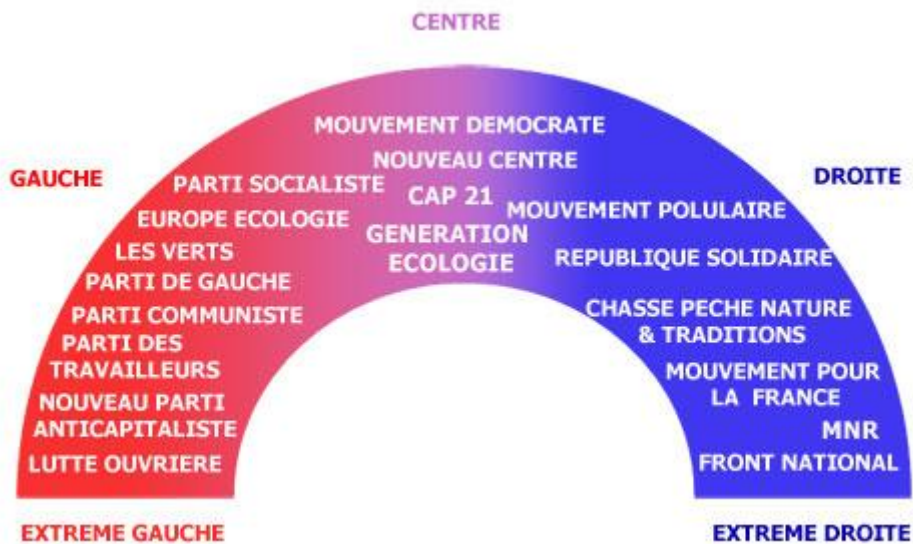 CENTRE
MOUVEMENT DEMOCRATE
NOUVEAU CENTRE
GAUCHE
DROITE
PARTI SOCIALISTE
CAP 21
MOUVEMENT POLULAIRE
EUROPE ECOLOGIE
GENERATION
ECOLOGIE
LES VERTS
REPUBLIQUE SOLIDAIRE
PARTI DE GAUCHE
PARTI COMMUNISTE
CHASSE PECHE NATURE
& TRADITIONS
PARTI DES
TRAVAILLEURS
MOUVEMENT POUR
LA FRANCE
NOUVEAU PARTI
ANTICAPITALISTE
MNR
LUTTE OUVRIERE
FRONT NATIONAL
EXTREME GAUCHE
EXTREME DROITE